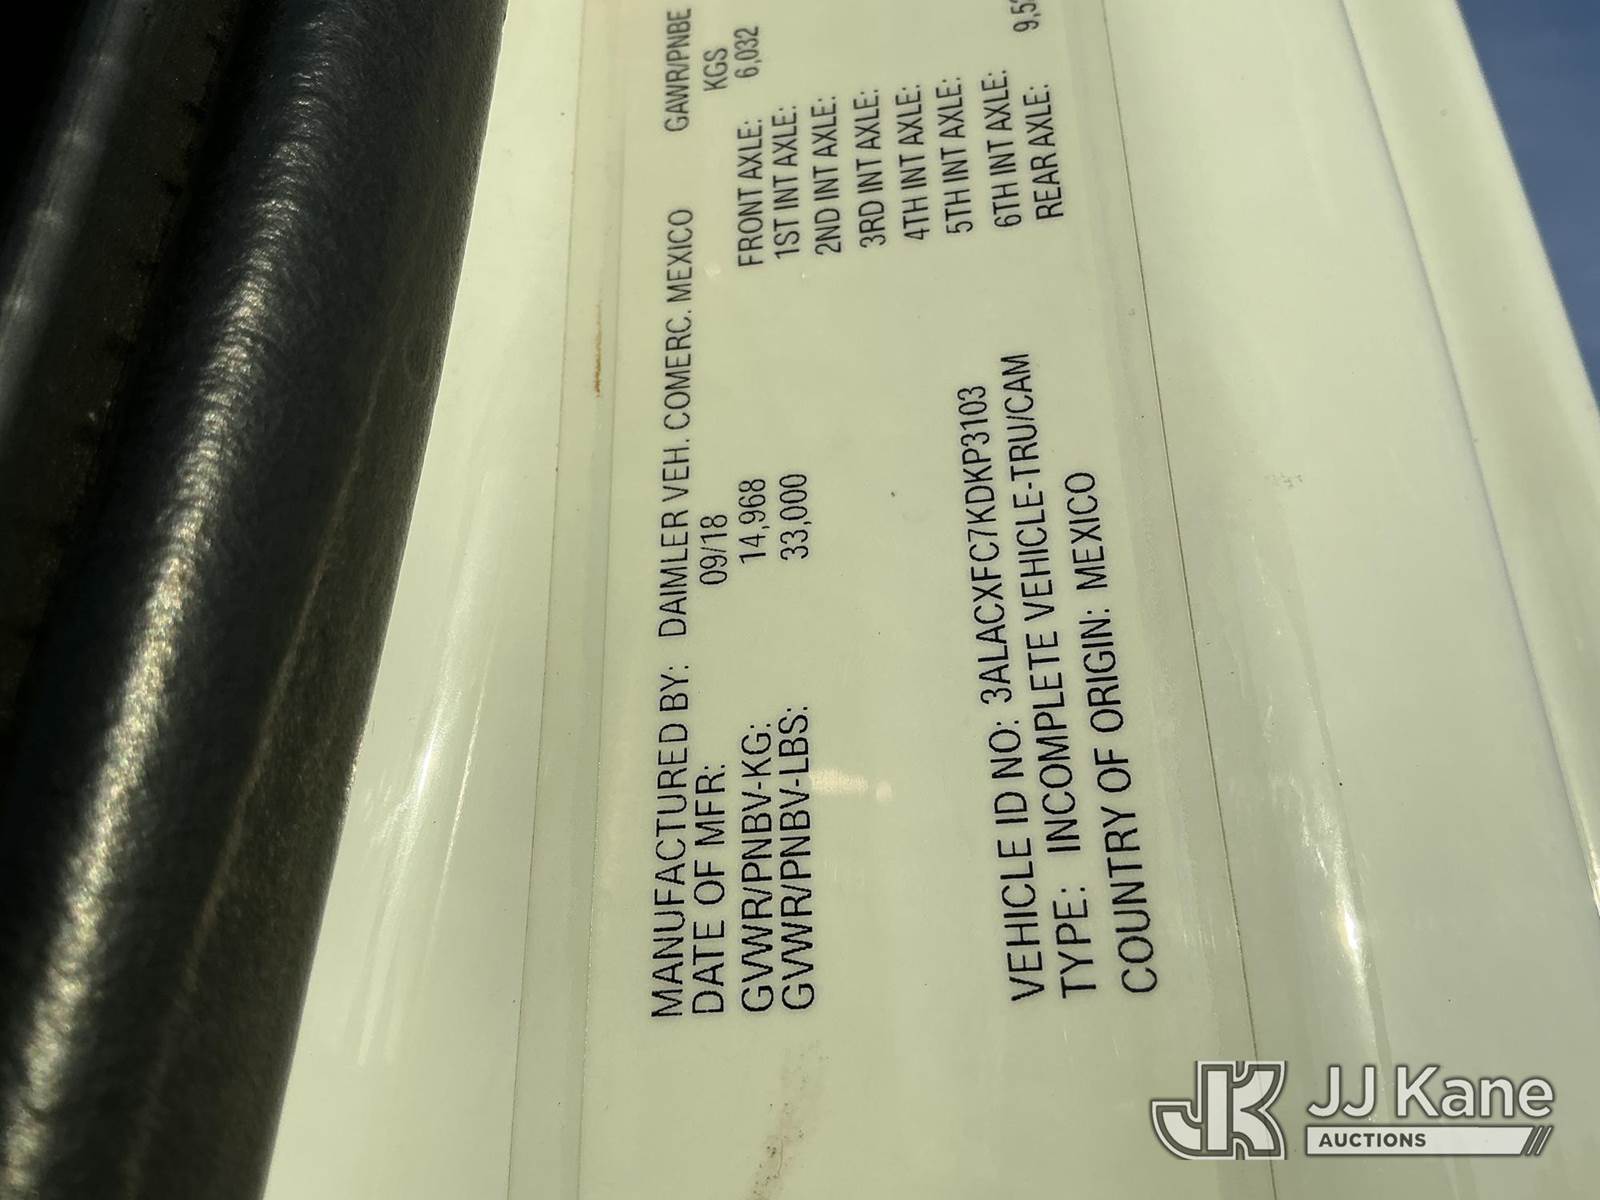 MANUFACTURED BY: DAIMLER VEH. COMERC. MEXICO GAWR/PNBE
DATE OF MFR: 09/18 KGS
GVWR/PNBV-KG: 14,968 FRONT AXLE: 6,032
GVWR/PNBV-LBS: 33,000 1ST INT AXLE:
2ND INT AXLE:
3RD INT AXLE:
4TH INT AXLE:
5TH INT AXLE:
6TH INT AXLE:
REAR AXLE:
VEHICLE ID NO: 3ALACXFC7KDKP3103
TYPE: INCOMPLETE VEHICLE-TRU/CAM
COUNTRY OF ORIGIN: MEXICO
JK JJ Kane
AUCTIONS